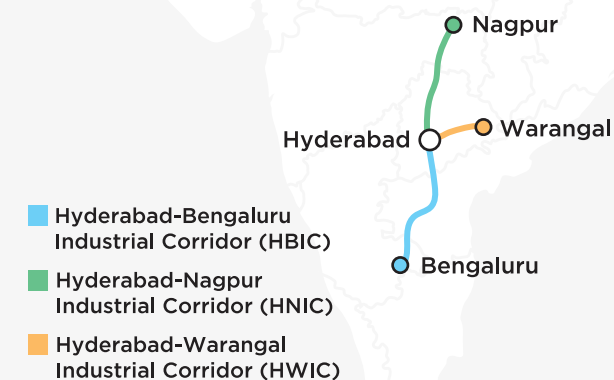 Nagpur
Warangal
Hyderabad
Hyderabad-Bengaluru
Industrial Corridor (HBIC)
Bengaluru
Hyderabad-Nagpur
Industrial Corridor (HNIC)
Hyderabad-Warangal
Industrial Corridor (HWIC)